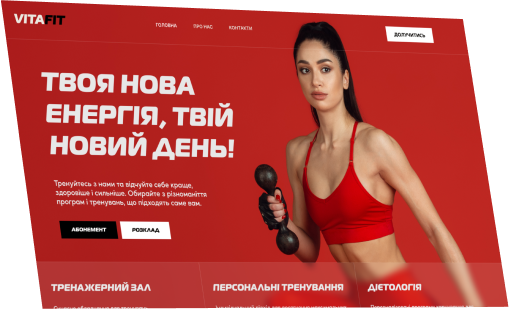 VITAFIT
ГОЛОВНА ПРО НАС КОНТАКТИ
ДОЛУЧИТИСЬ
ТВОЯ НОВА
ЕНЕРГІЯ, ТВІЙ
НОВИЙ ДЕНЬ!
Тренуйтесь з нами та відчуйте себе краще,
здоровіше і сильніше. Обирайте з різноманіття
програм і тренувань, що підходять саме вам.
АБОНЕМЕНТ РОЗКЛАД
ТРЕНАЖЕРНИЙ ЗАЛ ПЕРСОНАЛЬНІ ТРЕНУВАННЯ ДІЄТОЛОГІЯ